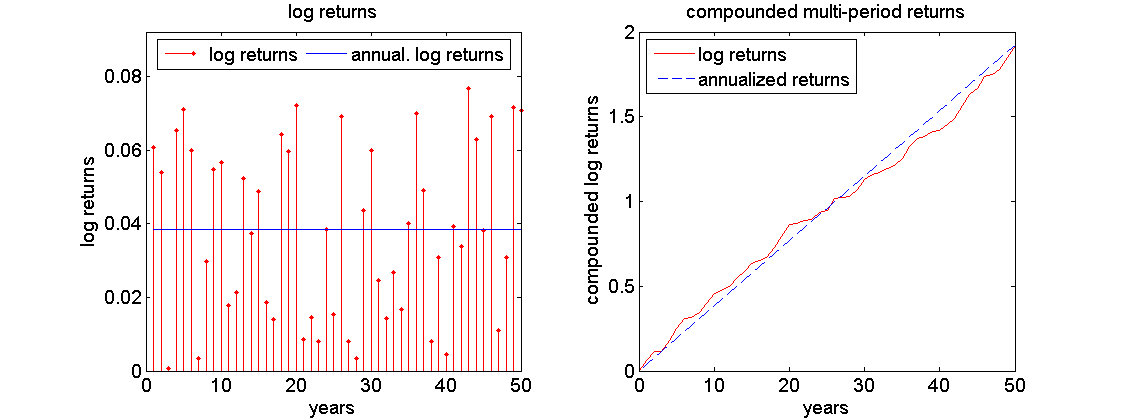 log returns
log returns annual. log returns
log returns
0.08
0.06
0.04
0.02
0
0 10 20 30 40 50
years
compounded multi-period returns
log returns
annualized returns
compounded log returns
2
1.5
1
0.5
0
0 10 20 30 40 50
years